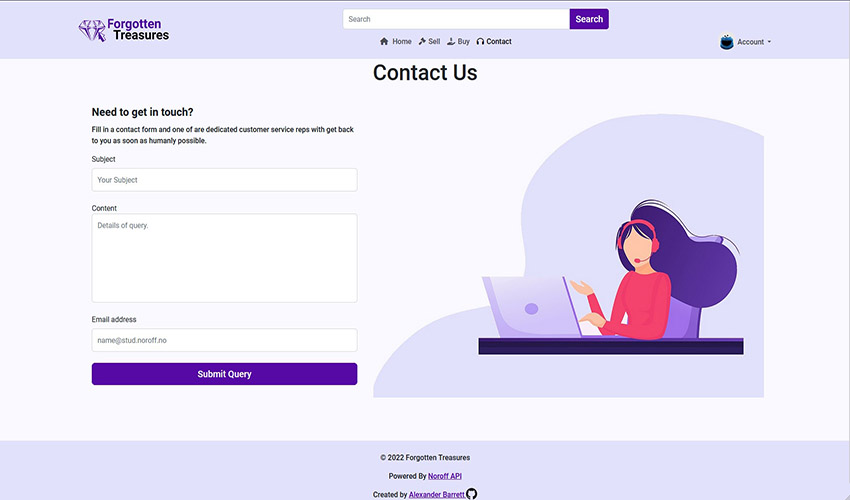 Forgotten
Treasures
Search
Search
Home
Sell
Buy
Contact
Account
Contact Us
Need to get in touch?
Fill in a contact form and one of are dedicated customer service reps with get back
to you as soon as humanly possible.
Subject
Your Subject
Content
Details of query.
Email address
name@stud.noroff.no
Submit Query
© 2022 Forgotten Treasures
Powered By Noroff API
Created by Alexander Barrett